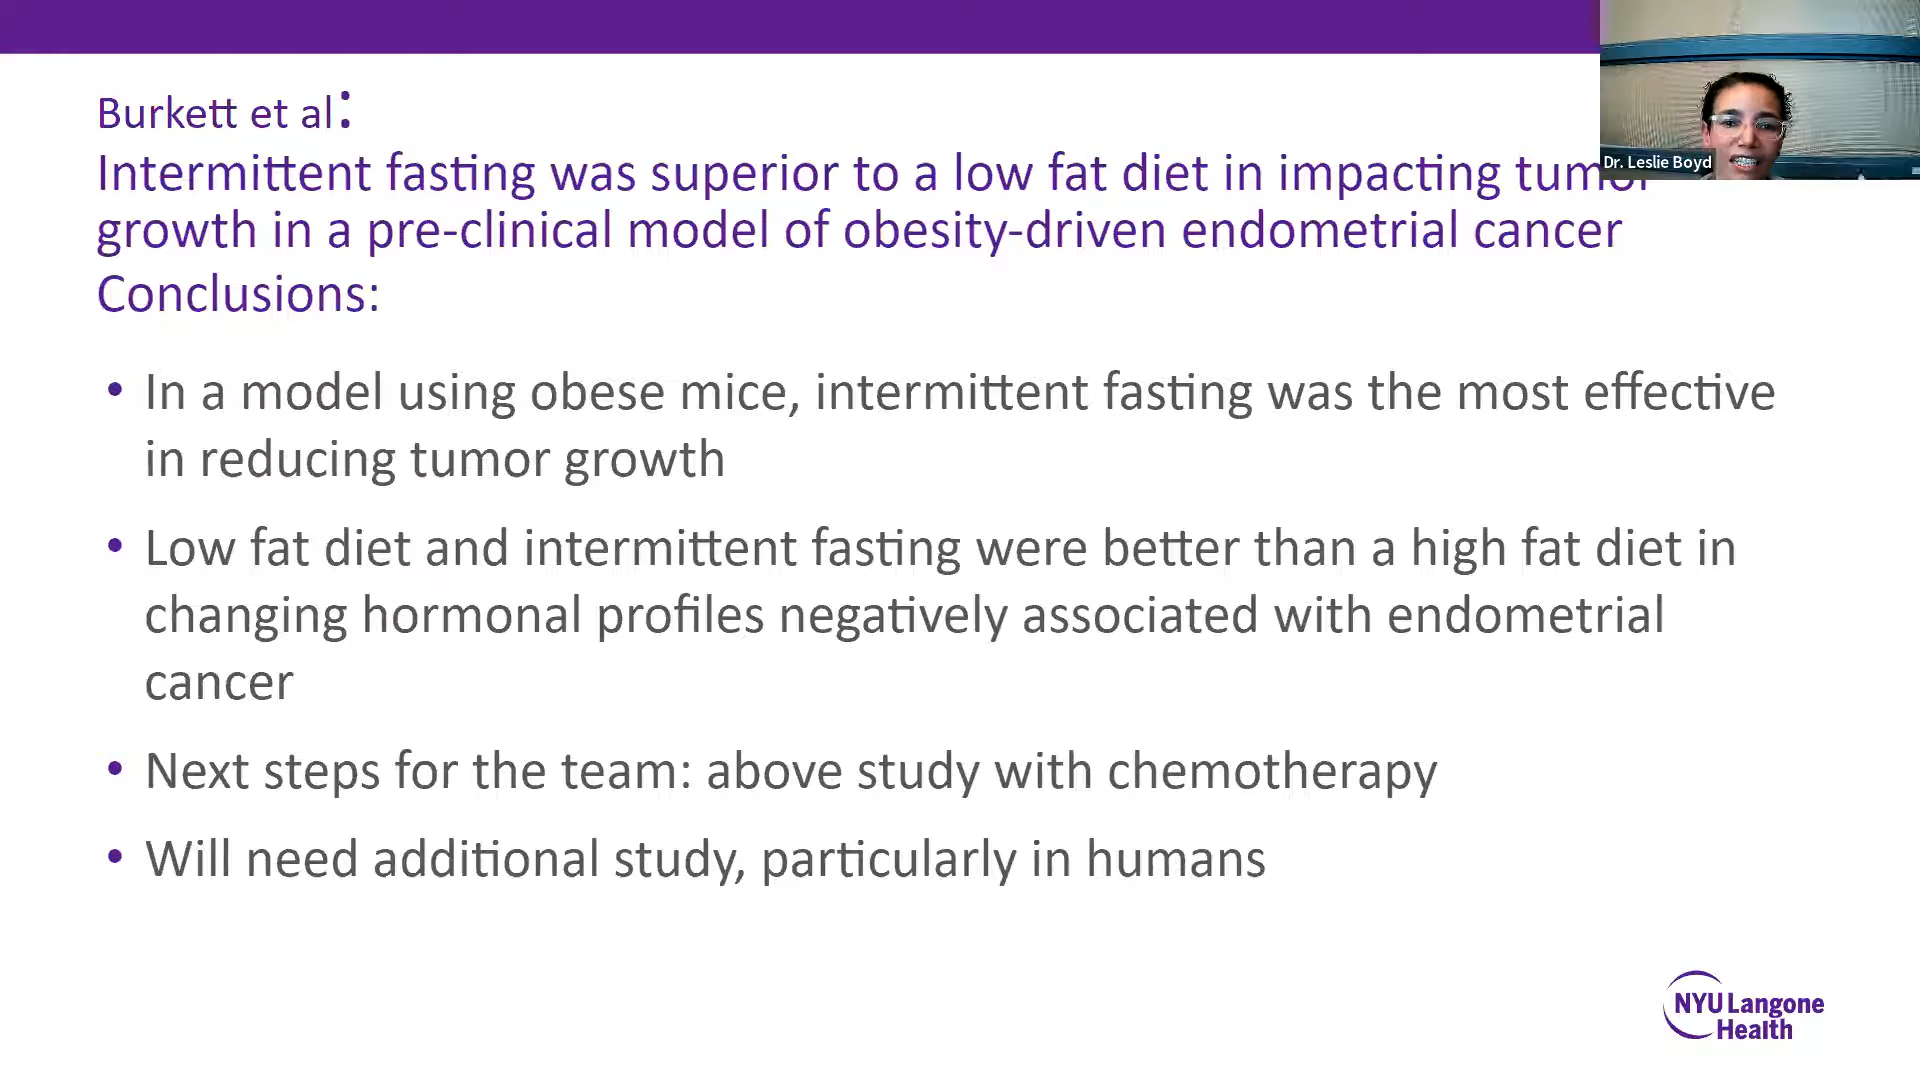 Burkett et al:
Intermittent fasting was superior to a low fat diet in impacting tumor
growth in a pre-clinical model of obesity-driven endometrial cancer
Conclusions:
• In a model using obese mice, intermittent fasting was the most effective
in reducing tumor growth
• Low fat diet and intermittent fasting were better than a high fat diet in
changing hormonal profiles negatively associated with endometrial
cancer
• Next steps for the team: above study with chemotherapy
• Will need additional study, particularly in humans
Dr. Leslie Boyd
NYU Langone
Health